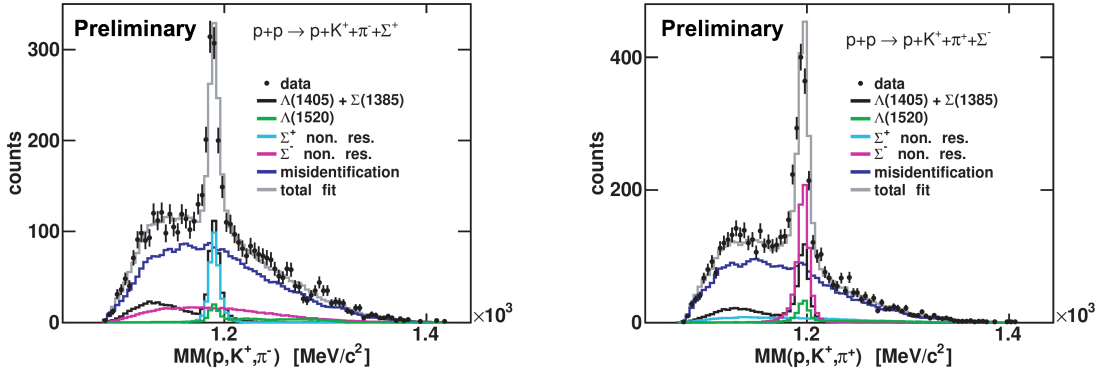 Preliminary
p+p → p+K⁺+π⁻+Σ⁺
data
Λ(1405) + Σ(1385)
Λ(1520)
Σ⁺ non. res.
Σ⁻ non. res.
misidentification
total fit
counts
300
200
100
0
1.2
1.4
×10³
MM(p,K⁺,π⁻) [MeV/c²]
Preliminary
p+p → p+K⁺+π⁺+Σ⁻
data
Λ(1405) + Σ(1385)
Λ(1520)
Σ⁺ non. res.
Σ⁻ non. res.
misidentification
total fit
counts
400
200
0
1.2
1.4
×10³
MM(p,K⁺,π⁺) [MeV/c²]